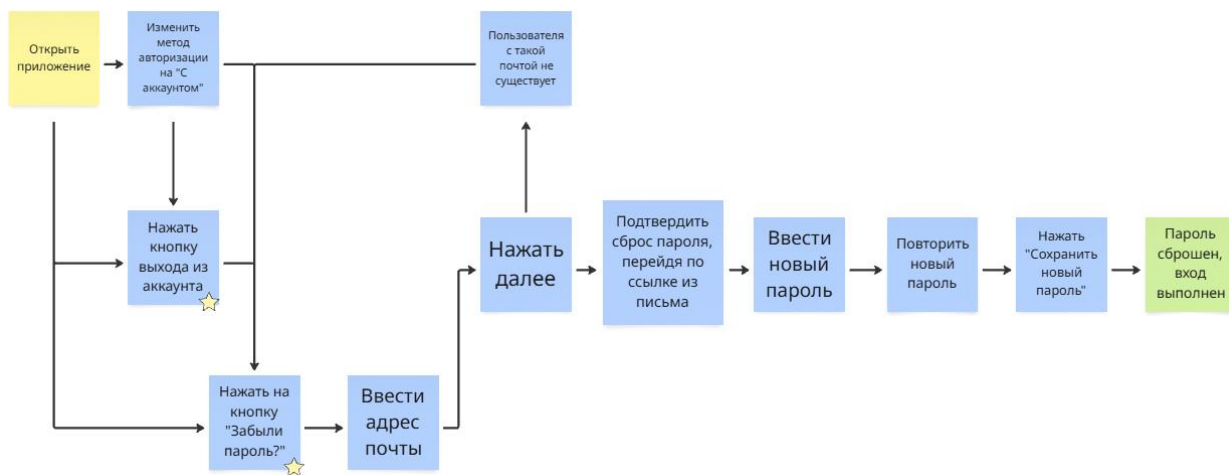 Открыть
приложение
Изменить
метод
авторизации
на "С
аккаунтом"
Пользователя
с такой
почтой не
существует
Нажать
кнопку
выхода из
аккаунта
Нажать
далее
Подтвердить
сброс пароля,
перейдя по
ссылке из
письма
Ввести
новый
пароль
Повторить
новый
пароль
Нажать
"Сохранить
новый
пароль"
Пароль
сброшен,
вход
выполнен
Нажать на
кнопку
"Забыли
пароль?"
Ввести
адрес
почты